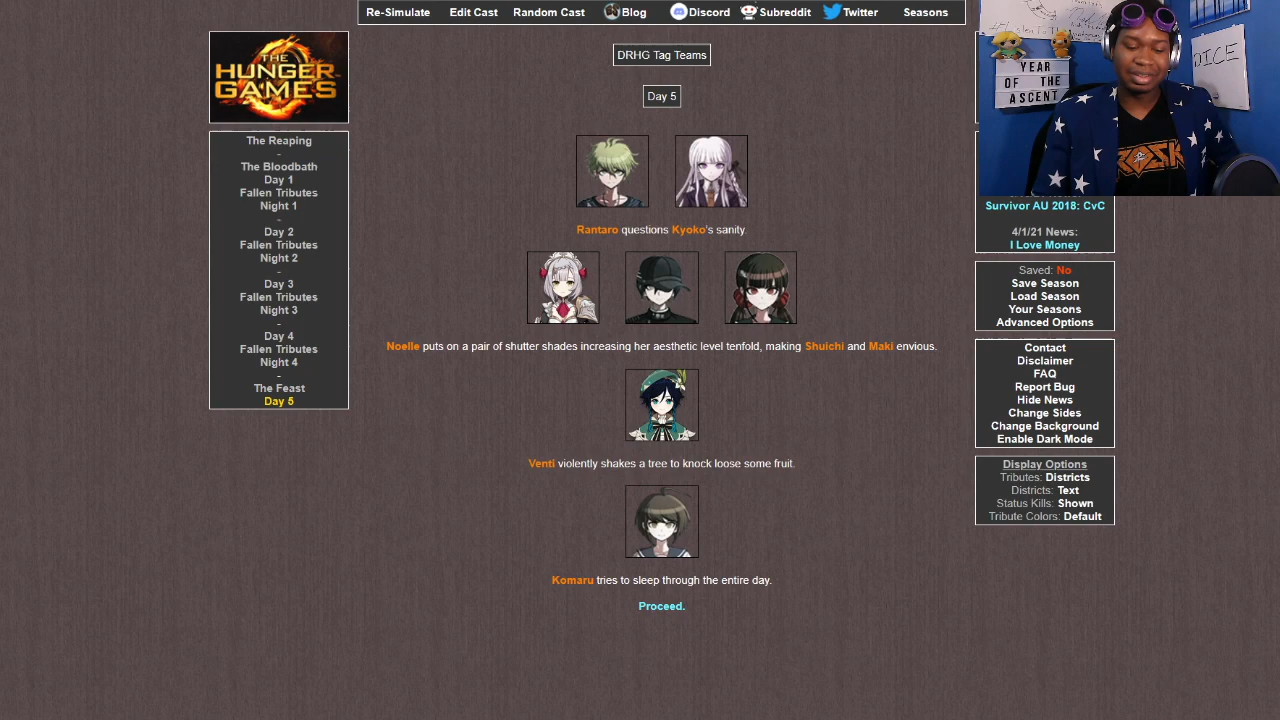 Re-Simulate Edit Cast Random Cast Blog Discord Subreddit Twitter Seasons
THE
HUNGER
GAMES
DRHG Tag Teams
Day 5
The Reaping
-
The Bloodbath
Day 1
Fallen Tributes
Night 1
-
Day 2
Fallen Tributes
Night 2
-
Day 3
Fallen Tributes
Night 3
-
Day 4
Fallen Tributes
Night 4
-
The Feast
Day 5
Rantaro questions Kyoko's sanity.
Noelle puts on a pair of shutter shades increasing her aesthetic level tenfold, making Shuichi and Maki envious.
Venti violently shakes a tree to knock loose some fruit.
Komaru tries to sleep through the entire day.
Proceed.
YEAR
OF THE
ASCENT
DICE
ROSK
Survivor AU 2018: CvC
4/1/21 News:
I Love Money
Saved: No
Save Season
Load Season
Your Seasons
Advanced Options
Contact
Disclaimer
FAQ
Report Bug
Hide News
Change Sides
Change Background
Enable Dark Mode
Display Options
Tributes: Districts
Districts: Text
Status Kills: Shown
Tribute Colors: Default